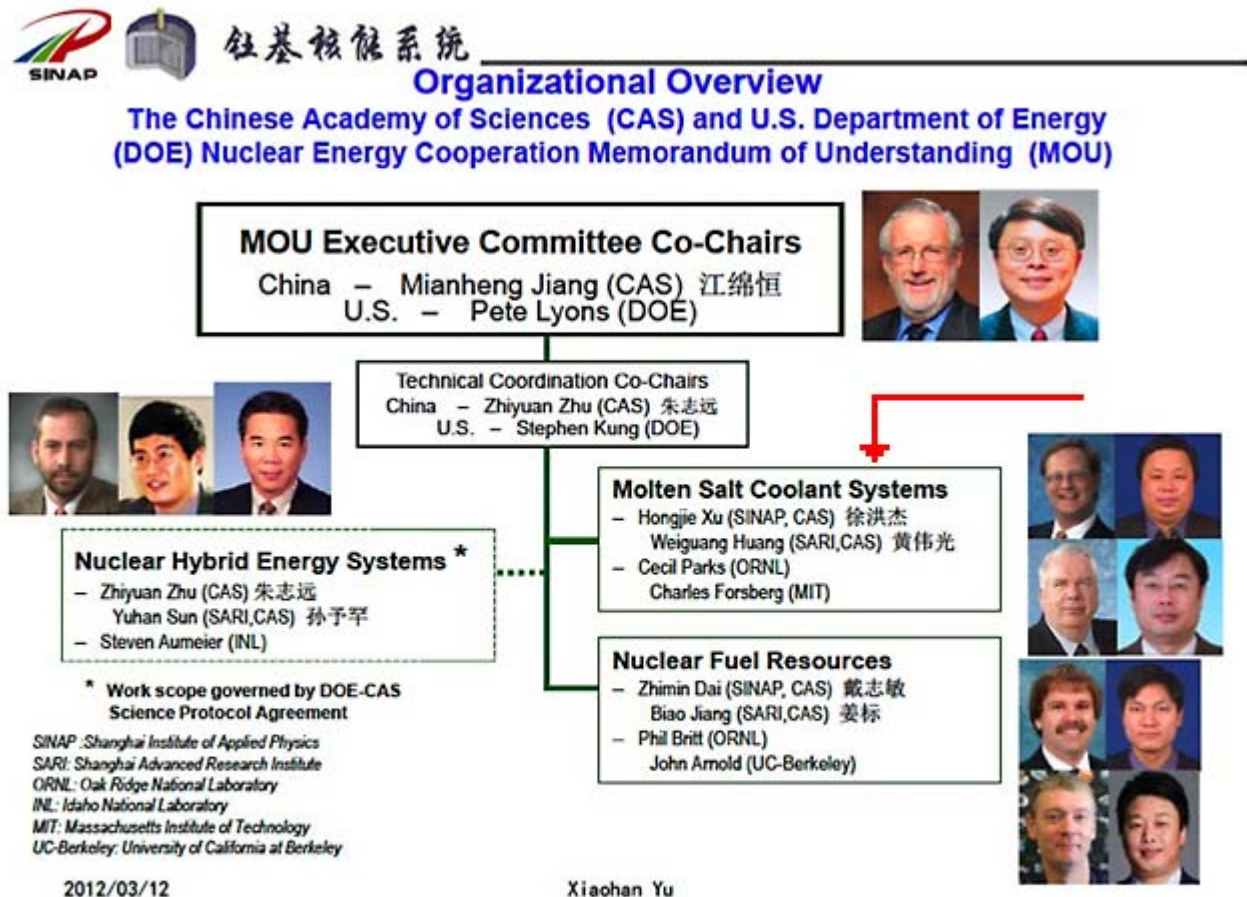 SINAP
钍基核能系统
Organizational Overview
The Chinese Academy of Sciences (CAS) and U.S. Department of Energy
(DOE) Nuclear Energy Cooperation Memorandum of Understanding (MOU)
MOU Executive Committee Co-Chairs
China – Mianheng Jiang (CAS) 江绵恒
U.S. – Pete Lyons (DOE)
Technical Coordination Co-Chairs
China – Zhiyuan Zhu (CAS) 朱志远
U.S. – Stephen Kung (DOE)
Molten Salt Coolant Systems
– Hongjie Xu (SINAP, CAS) 徐洪杰
Weiguang Huang (SARI,CAS) 黄伟光
– Cecil Parks (ORNL)
Charles Forsberg (MIT)
Nuclear Hybrid Energy Systems *
– Zhiyuan Zhu (CAS) 朱志远
Yuhan Sun (SARI,CAS) 孙予罕
– Steven Aumeier (INL)
Nuclear Fuel Resources
– Zhimin Dai (SINAP, CAS) 戴志敏
Biao Jiang (SARI,CAS) 姜标
– Phil Britt (ORNL)
John Arnold (UC-Berkeley)
* Work scope governed by DOE-CAS
Science Protocol Agreement
SINAP :Shanghai Institute of Applied Physics
SARI: Shanghai Advanced Research Institute
ORNL: Oak Ridge National Laboratory
INL: Idaho National Laboratory
MIT: Massachusetts Institute of Technology
UC-Berkeley: University of California at Berkeley
2012/03/12
Xiaohan Yu